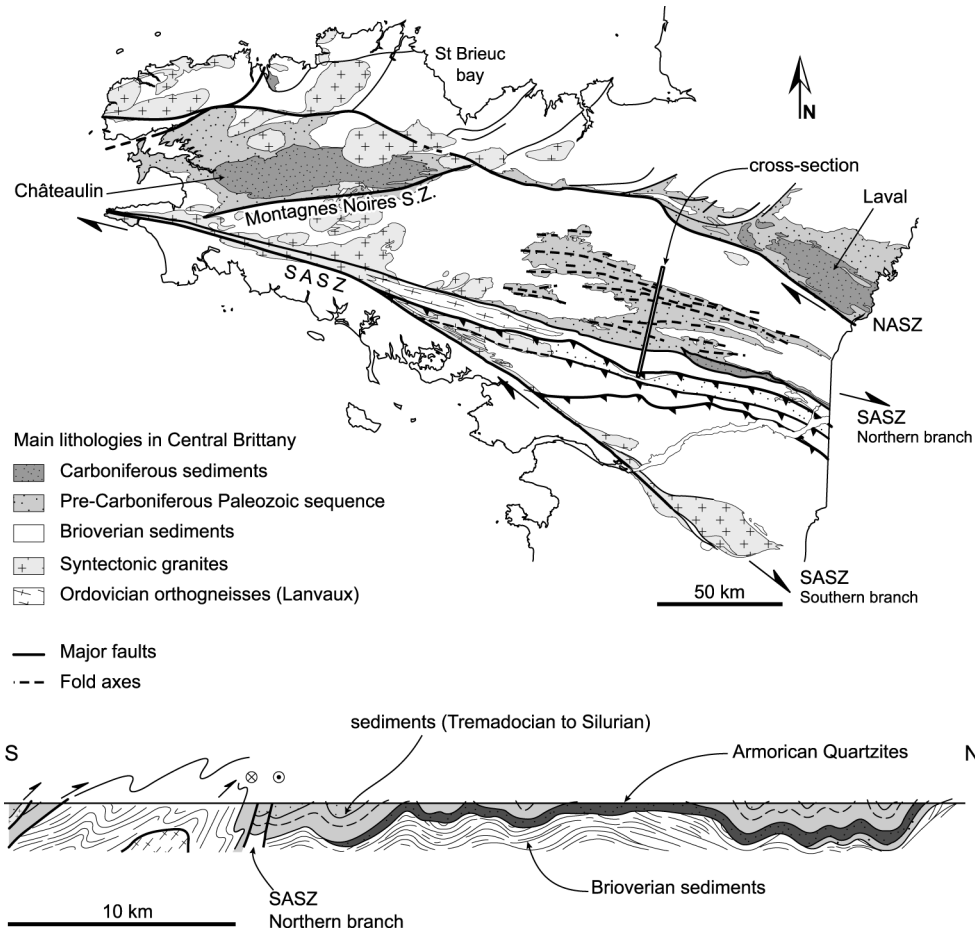 St Brieuc
bay
N
cross-section
Châteaulin
Laval
Montagnes Noires S.Z.
SASZ
NASZ
SASZ
Northern branch
Main lithologies in Central Brittany
Carboniferous sediments
Pre-Carboniferous Paleozoic sequence
Brioverian sediments
Syntectonic granites
Ordovician orthogneisses (Lanvaux)
SASZ
Southern branch
50 km
Major faults
Fold axes
sediments (Tremadocian to Silurian)
S
Armorican Quartzites
N
Brioverian sediments
SASZ
Northern branch
10 km